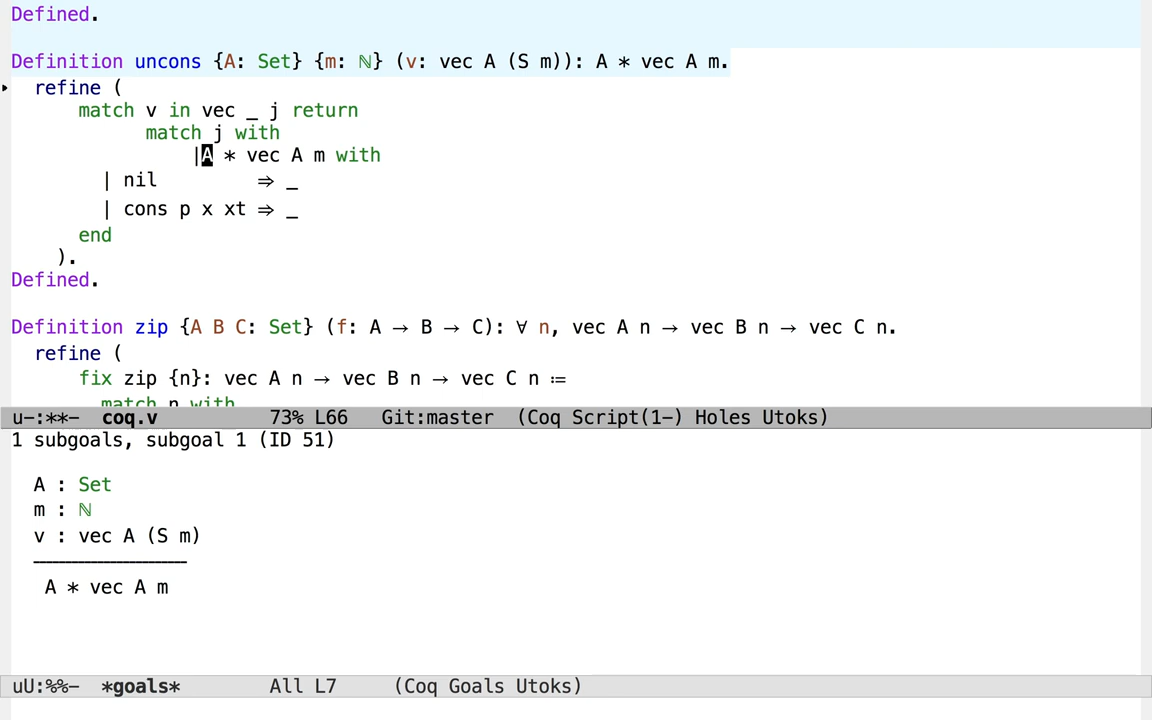 Defined.
Definition uncons {A: Set} {m: ℕ} (v: vec A (S m)): A * vec A m.
refine (
match v in vec _ j return
match j with
|A * vec A m with
| nil ⇒ _
| cons p x xt ⇒ _
end
).
Defined.
Definition zip {A B C: Set} (f: A → B → C): ∀ n, vec A n → vec B n → vec C n.
refine (
fix zip {n}: vec A n → vec B n → vec C n ≔
match n with
u-:**- coq.v 73% L66 Git:master (Coq Script(1-) Holes Utoks)
1 subgoals, subgoal 1 (ID 51)
A : Set
m : ℕ
v : vec A (S m)
A * vec A m
uU:%%- *goals* All L7 (Coq Goals Utoks)